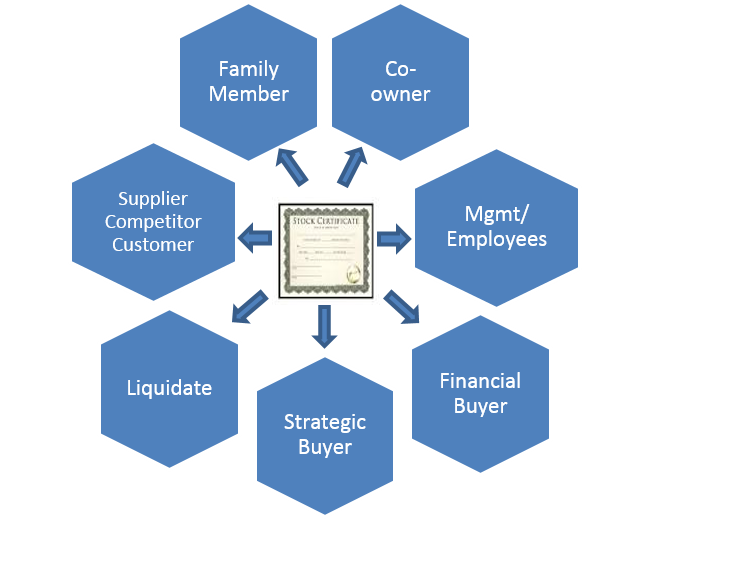 Family
Member
Co-
owner
Supplier
Competitor
Customer
STOCK CERTIFICATE
Mgmt/
Employees
Liquidate
Strategic
Buyer
Financial
Buyer